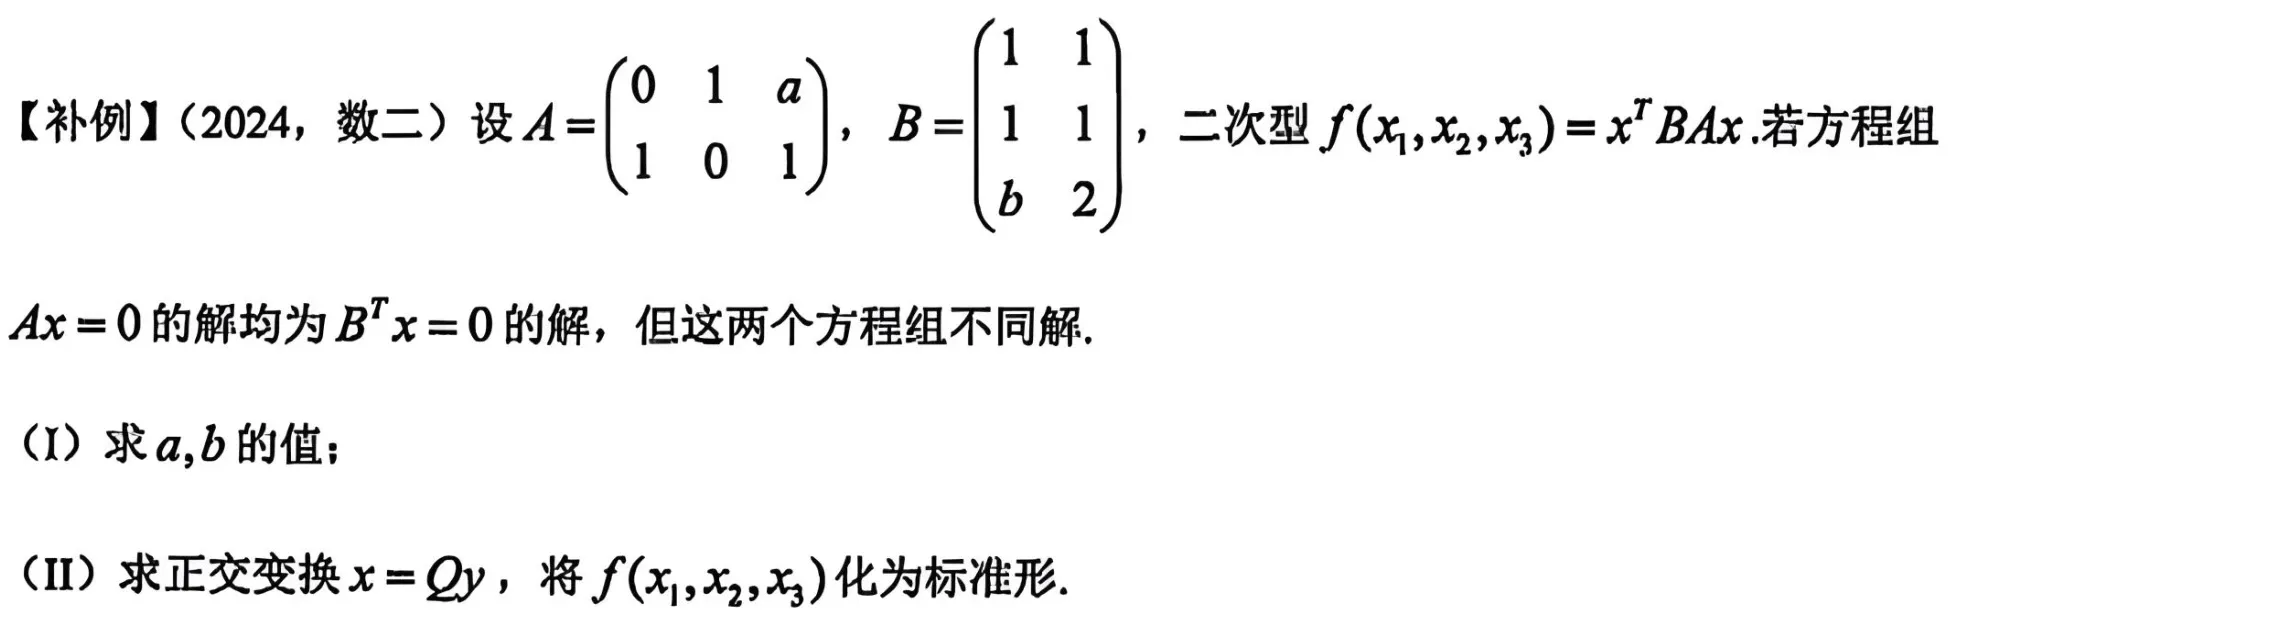 【补例】（2024，数二）设 $A=\begin{pmatrix}0&1&a\\1&0&1\end{pmatrix}$，$B=\begin{pmatrix}1&1\\1&1\\b&2\end{pmatrix}$，二次型 $f(x_1,x_2,x_3)=x^TBAx$.若方程组
$Ax=0$ 的解均为 $B^Tx=0$ 的解，但这两个方程组不同解.
（I）求 $a,b$ 的值；
（II）求正交变换 $x=Qy$，将 $f(x_1,x_2,x_3)$ 化为标准形.